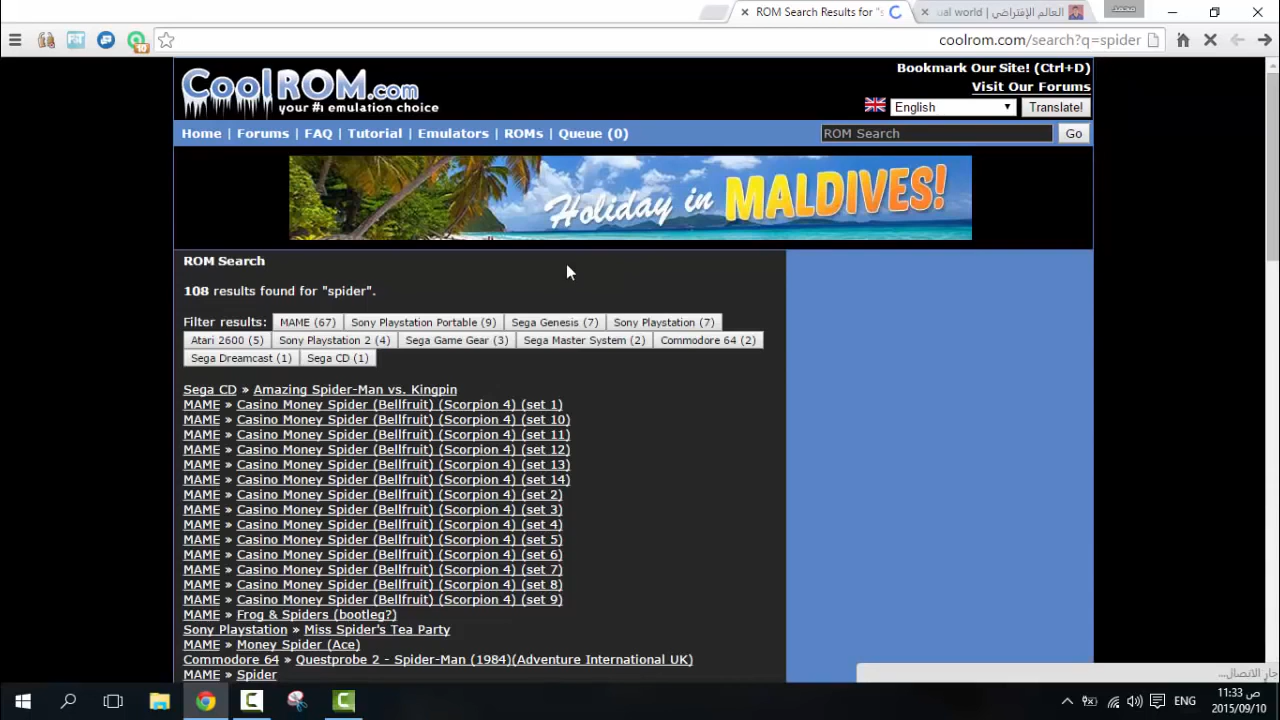 ROM Search Results for "s
العالم الإفتراضي | ual world
محمد
coolrom.com/search?q=spider
10
CoolROM.com
your #1 emulation choice
Bookmark Our Site! (Ctrl+D)
Visit Our Forums
English
Translate!
Home | Forums | FAQ | Tutorial | Emulators | ROMs | Queue (0)
ROM Search
Go
Holiday in MALDIVES!
ROM Search
108 results found for "spider".
Filter results: MAME (67) Sony Playstation Portable (9) Sega Genesis (7) Sony Playstation (7)
Atari 2600 (5) Sony Playstation 2 (4) Sega Game Gear (3) Sega Master System (2) Commodore 64 (2)
Sega Dreamcast (1) Sega CD (1)
Sega CD » Amazing Spider-Man vs. Kingpin
MAME » Casino Money Spider (Bellfruit) (Scorpion 4) (set 1)
MAME » Casino Money Spider (Bellfruit) (Scorpion 4) (set 10)
MAME » Casino Money Spider (Bellfruit) (Scorpion 4) (set 11)
MAME » Casino Money Spider (Bellfruit) (Scorpion 4) (set 12)
MAME » Casino Money Spider (Bellfruit) (Scorpion 4) (set 13)
MAME » Casino Money Spider (Bellfruit) (Scorpion 4) (set 14)
MAME » Casino Money Spider (Bellfruit) (Scorpion 4) (set 2)
MAME » Casino Money Spider (Bellfruit) (Scorpion 4) (set 3)
MAME » Casino Money Spider (Bellfruit) (Scorpion 4) (set 4)
MAME » Casino Money Spider (Bellfruit) (Scorpion 4) (set 5)
MAME » Casino Money Spider (Bellfruit) (Scorpion 4) (set 6)
MAME » Casino Money Spider (Bellfruit) (Scorpion 4) (set 7)
MAME » Casino Money Spider (Bellfruit) (Scorpion 4) (set 8)
MAME » Casino Money Spider (Bellfruit) (Scorpion 4) (set 9)
MAME » Frog & Spiders (bootleg?)
Sony Playstation » Miss Spider's Tea Party
MAME » Money Spider (Ace)
Commodore 64 » Questprobe 2 - Spider-Man (1984)(Adventure International UK)
MAME » Spider
جارٍ الاتصال...
ENG
11:33 ص
2015/09/10